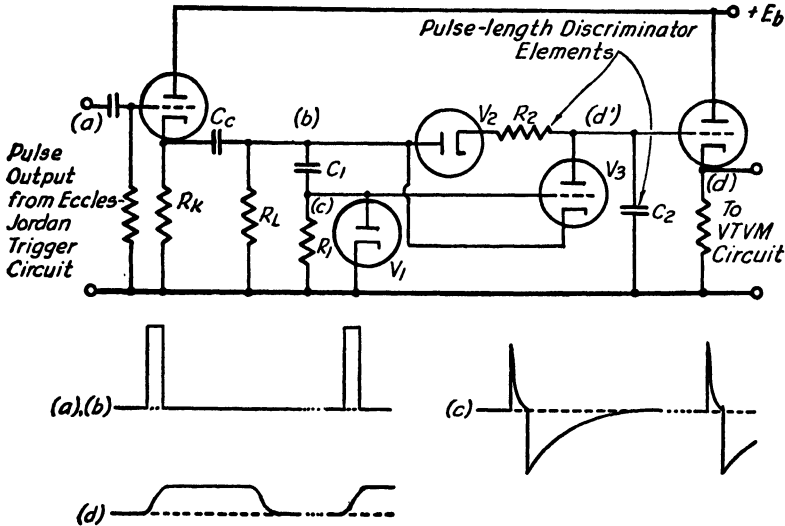 + Eb
Pulse-length Discriminator
Elements
(a)
Cc
(b)
V2
R2
(d')
Pulse
Output
from Eccles-
Jordan
Trigger
Circuit
RK
RL
C1
(c)
R1
V1
V3
C2
(d)
To
VTVM
Circuit
(a),(b)
(c)
(d)